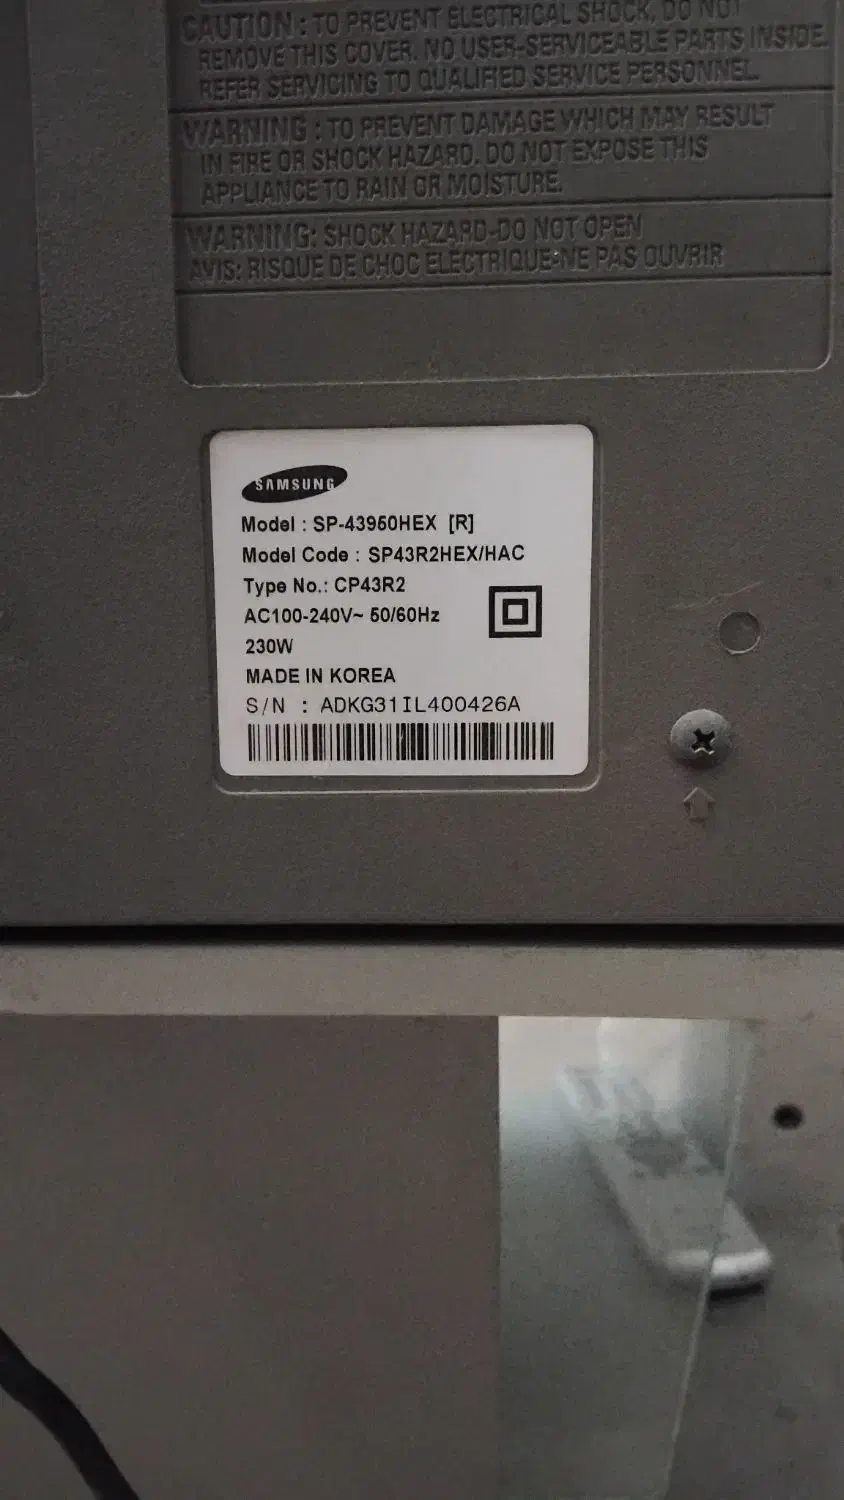 CAUTION : TO PREVENT ELECTRICAL SHOCK, DO NOT
REMOVE THIS COVER. NO USER-SERVICEABLE PARTS INSIDE.
REFER SERVICING TO QUALIFIED SERVICE PERSONNEL.
WARNING : TO PREVENT DAMAGE WHICH MAY RESULT
IN FIRE OR SHOCK HAZARD. DO NOT EXPOSE THIS
APPLIANCE TO RAIN OR MOISTURE.
WARNING: SHOCK HAZARD-DO NOT OPEN
AVIS: RISQUE DE CHOC ELECTRIQUE-NE PAS OUVRIR
SAMSUNG
Model : SP-43950HEX [R]
Model Code : SP43R2HEX/HAC
Type No.: CP43R2
AC100-240V~ 50/60Hz
230W
MADE IN KOREA
S/N : ADKG31IL400426A